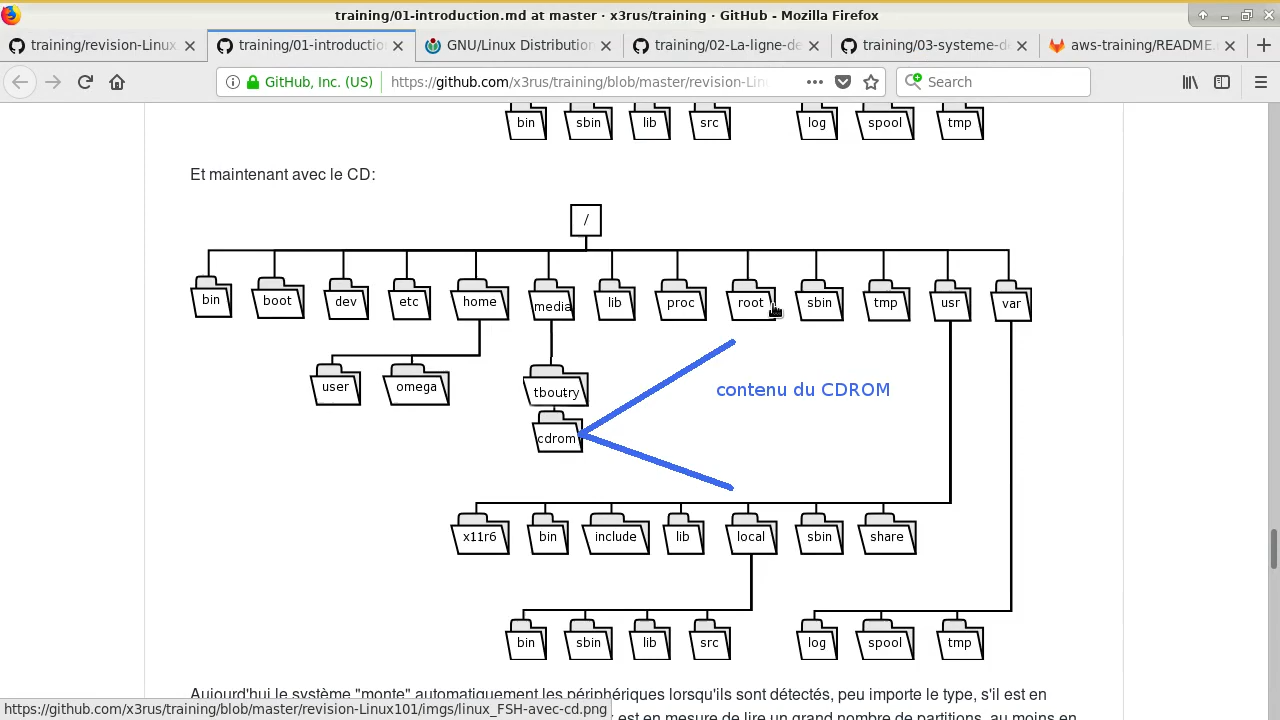 training/01-introduction.md at master · x3rus/training · GitHub - Mozilla Firefox
training/revision-Linux
training/01-introductio
GNU/Linux Distribution
training/02-La-ligne-de
training/03-systeme-d
aws-training/README.
GitHub, Inc. (US)
https://github.com/x3rus/training/blob/master/revision-Lin
Search
bin sbin lib src log spool tmp
Et maintenant avec le CD:
/
bin boot dev etc home media lib proc root sbin tmp usr var
user omega tboutry contenu du CDROM
cdrom
x11r6 bin include lib local sbin share
bin sbin lib src log spool tmp
Aujourd'hui le système "monte" automatiquement les périphériques lorsqu'ils sont détectés, peu importe le type, s'il est en
https://github.com/x3rus/training/blob/master/revision-Linux101/imgs/linux_FSH-avec-cd.png
est en mesure de lire un grand nombre de partitions, au moins en